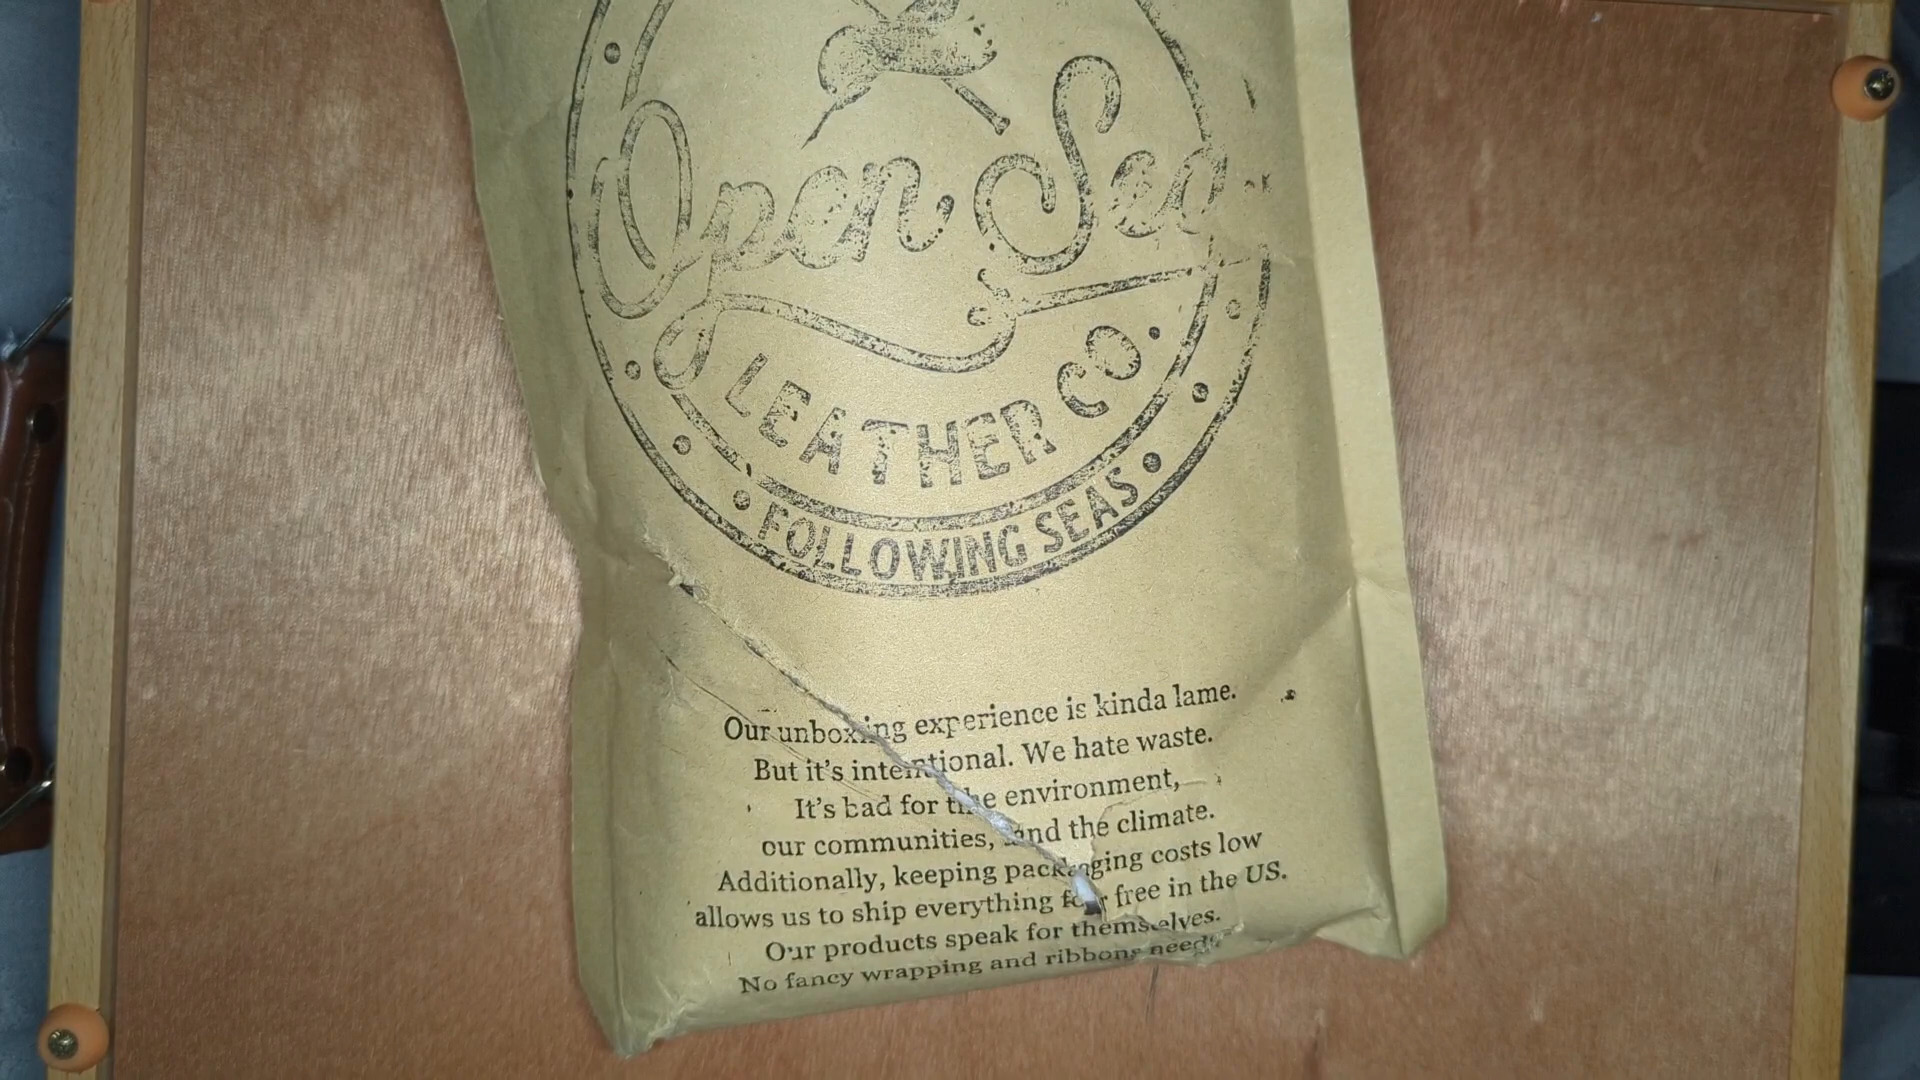 Open Sea
LEATHER CO.
FOLLOWING SEAS
Our unboxing experience is kinda lame.
But it's intentional. We hate waste.
It's bad for the environment,
our communities, and the climate.
Additionally, keeping packaging costs low
allows us to ship everything for free in the US.
Our products speak for themselves.
No fancy wrapping and ribbons